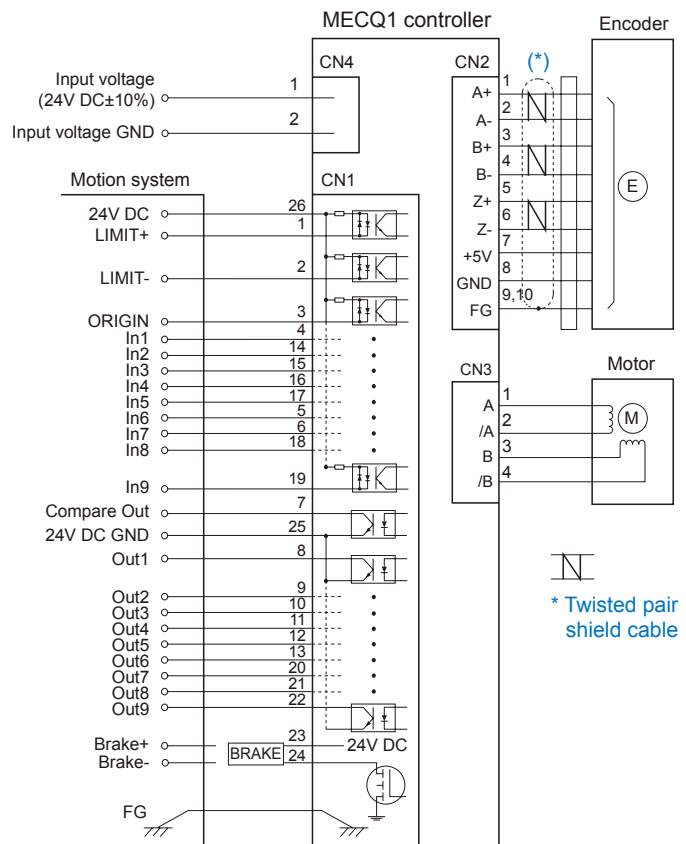 MECQ1 controller
Encoder
CN4
CN2
(*)
Input voltage
(24V DC±10%)
1
Input voltage GND
2
A+
1
A-
2
B+
3
B-
4
Z+
5
Z-
6
+5V
7
GND
8
FG
9,10
E
Motion system
CN1
24V DC
26
LIMIT+
1
LIMIT-
2
ORIGIN
3
In1
4
In2
14
In3
15
In4
16
In5
17
In6
5
In7
6
In8
18
In9
19
Compare Out
7
24V DC GND
25
Out1
8
Out2
9
Out3
10
Out4
11
Out5
12
Out6
13
Out7
20
Out8
21
Out9
22
Brake+
23
24V DC
Brake-
BRAKE
24
FG
CN3
Motor
A
1
/A
2
B
3
/B
4
M
* Twisted pair
shield cable